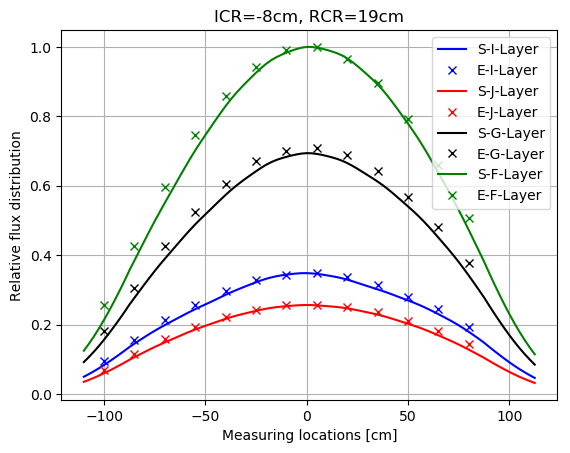 ICR=-8cm, RCR=19cm
Relative flux distribution
1.0
0.8
0.6
0.4
0.2
0.0
S-I-Layer
E-I-Layer
S-J-Layer
E-J-Layer
S-G-Layer
E-G-Layer
S-F-Layer
E-F-Layer
−100
−50
0
50
100
Measuring locations [cm]